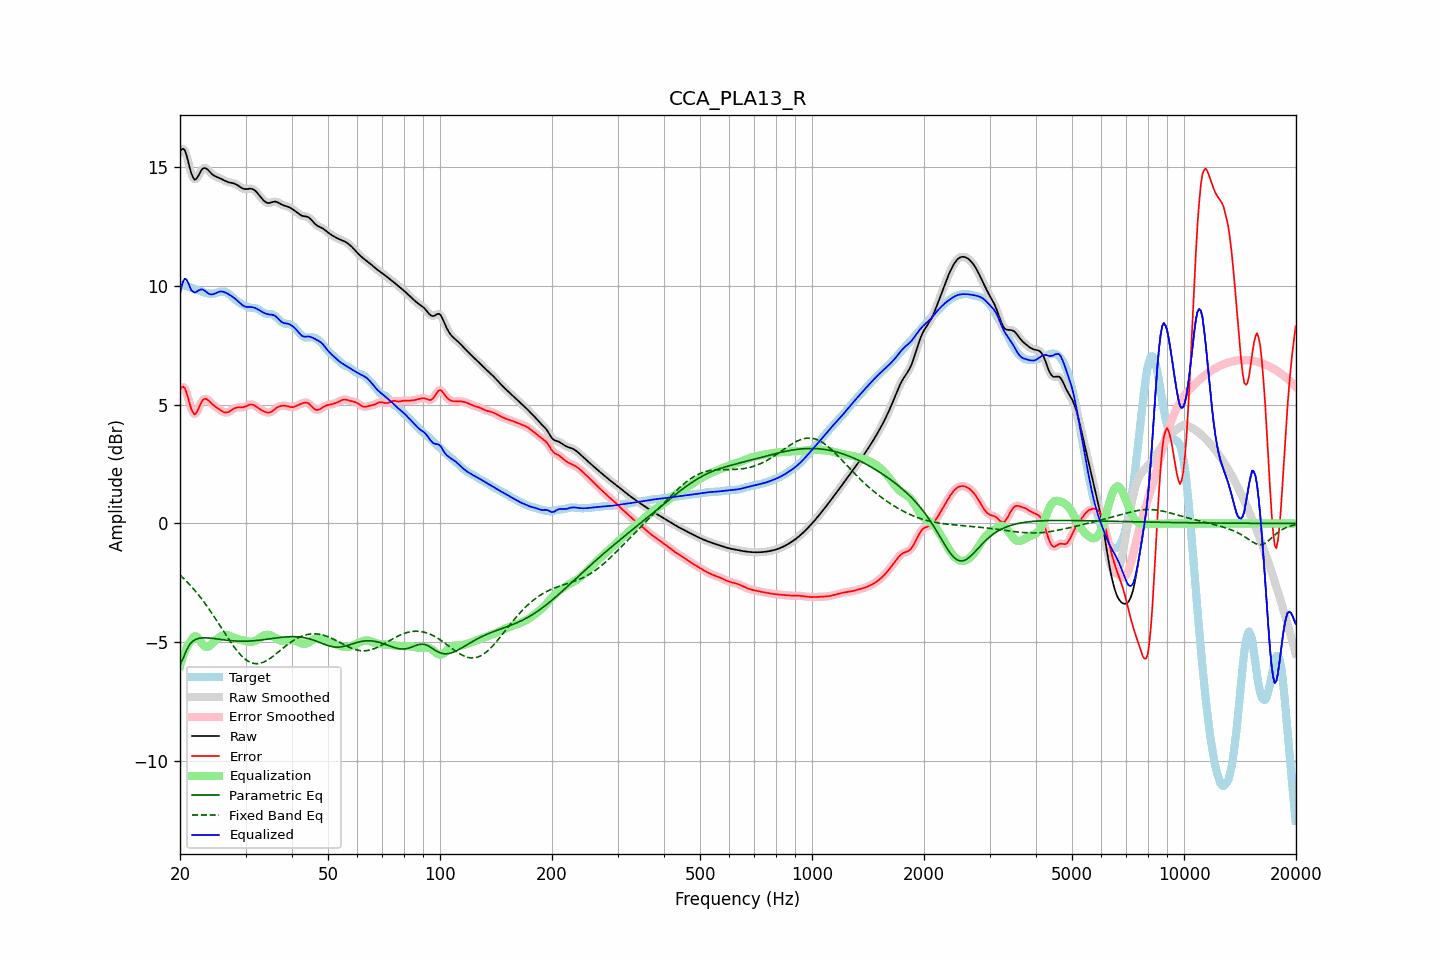 CCA_PLA13_R
Amplitude (dBr)
15
10
5
0
−5
−10
Target
Raw Smoothed
Error Smoothed
Raw
Error
Equalization
Parametric Eq
Fixed Band Eq
Equalized
20 50 100 200 500 1000 2000 5000 10000 20000
Frequency (Hz)